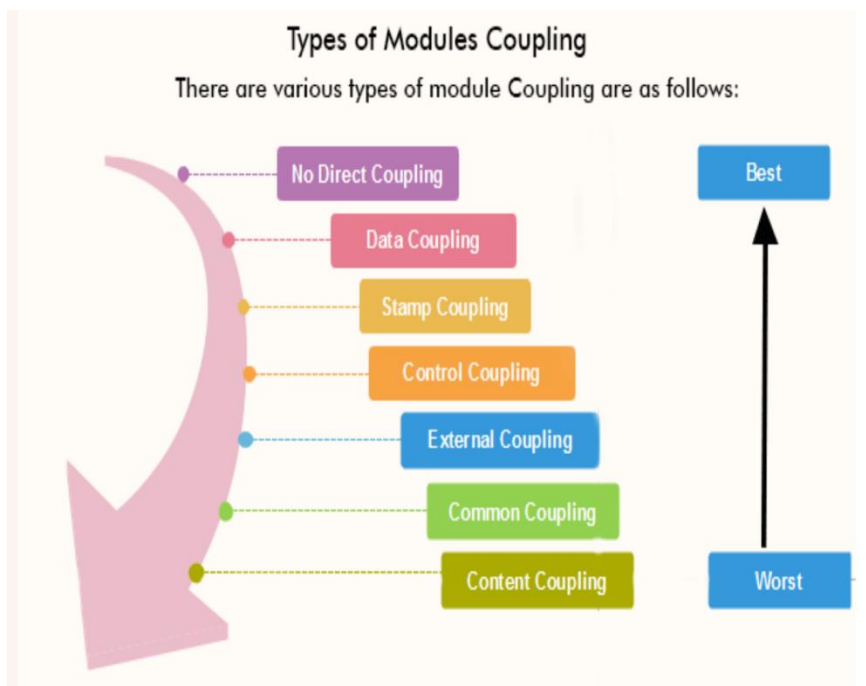 Types of Modules Coupling
There are various types of module Coupling are as follows:
No Direct Coupling
Best
Data Coupling
Stamp Coupling
Control Coupling
External Coupling
Common Coupling
Content Coupling
Worst